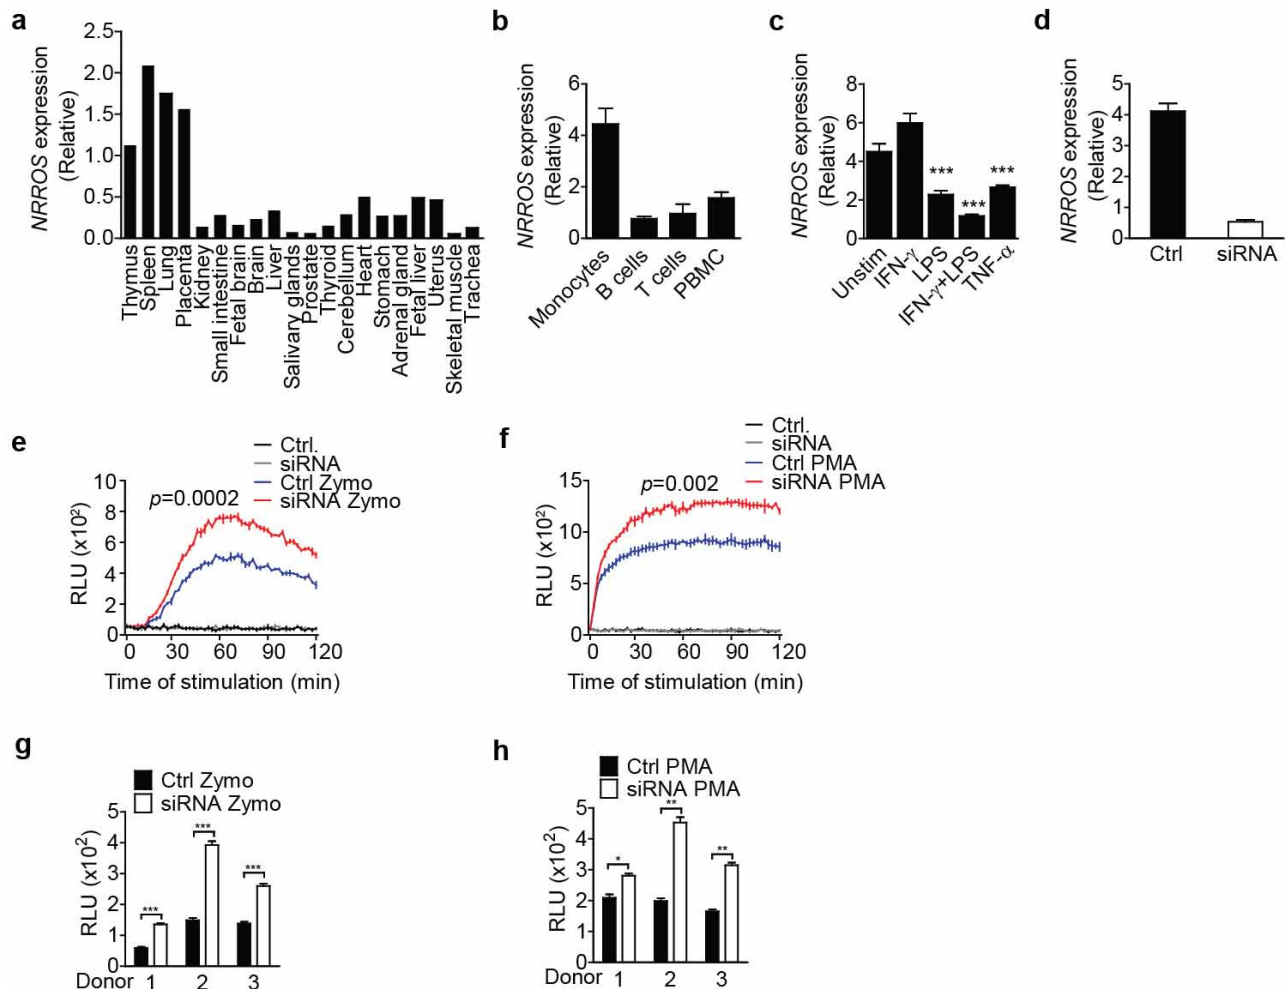 a
NRROS expression
(Relative)
2.5
2.0
1.5
1.0
0.5
0.0
Thymus
Spleen
Lung
Placenta
Kidney
Small intestine
Fetal brain
Brain
Liver
Salivary glands
Prostate
Thyroid
Cerebellum
Heart
Stomach
Adrenal gland
Fetal liver
Uterus
Skeletal muscle
Trachea
b
NRROS expression
(Relative)
6
4
2
0
Monocytes
B cells
T cells
PBMC
c
NRROS expression
(Relative)
8
6
4
2
0
***
***
***
Unstim
IFN-γ
LPS
IFN-γ+LPS
TNF-α
d
NRROS expression
(Relative)
5
4
3
2
1
0
Ctrl
siRNA
e
Ctrl.
siRNA
Ctrl Zymo
siRNA Zymo
p=0.0002
RLU (x10²)
10
8
6
4
2
0
0 30 60 90 120
Time of stimulation (min)
f
Ctrl.
siRNA
Ctrl PMA
siRNA PMA
p=0.002
RLU (x10²)
15
10
5
0
0 30 60 90 120
Time of stimulation (min)
g
Ctrl Zymo
siRNA Zymo
RLU (x10²)
5
4
3
2
1
0
***
***
***
Donor 1 2 3
h
Ctrl PMA
siRNA PMA
RLU (x10²)
5
4
3
2
1
0
*
**
**
Donor 1 2 3